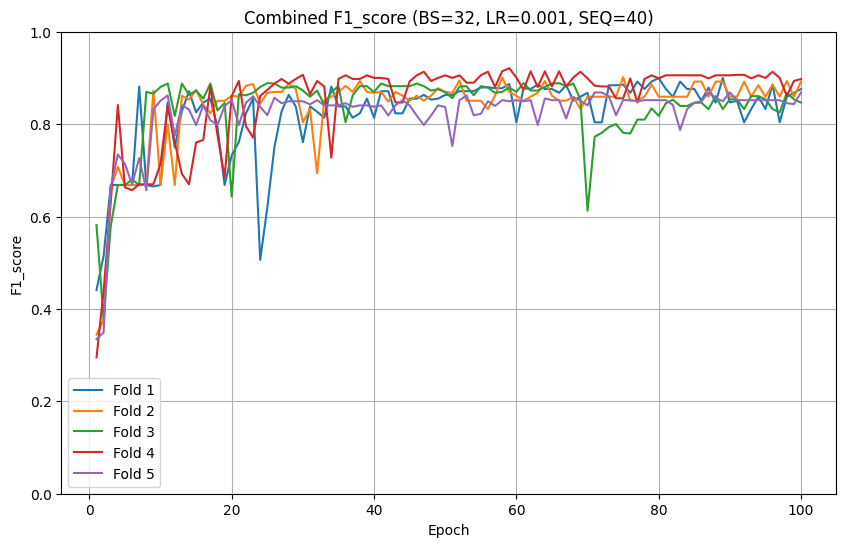 Combined F1_score (BS=32, LR=0.001, SEQ=40)
1.0
0.8
0.6
0.4
0.2
0.0
F1_score
Fold 1
Fold 2
Fold 3
Fold 4
Fold 5
0 20 40 60 80 100
Epoch